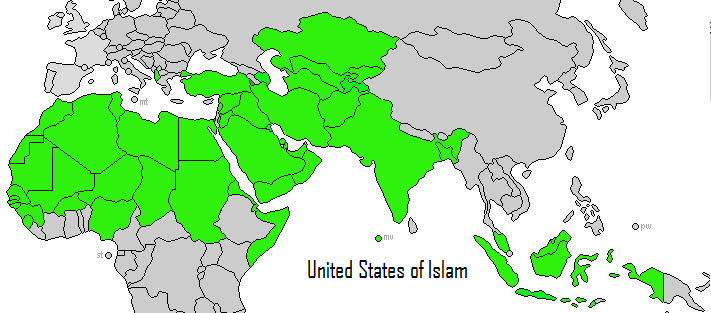 mt
pw
mv
st
United States of Islam